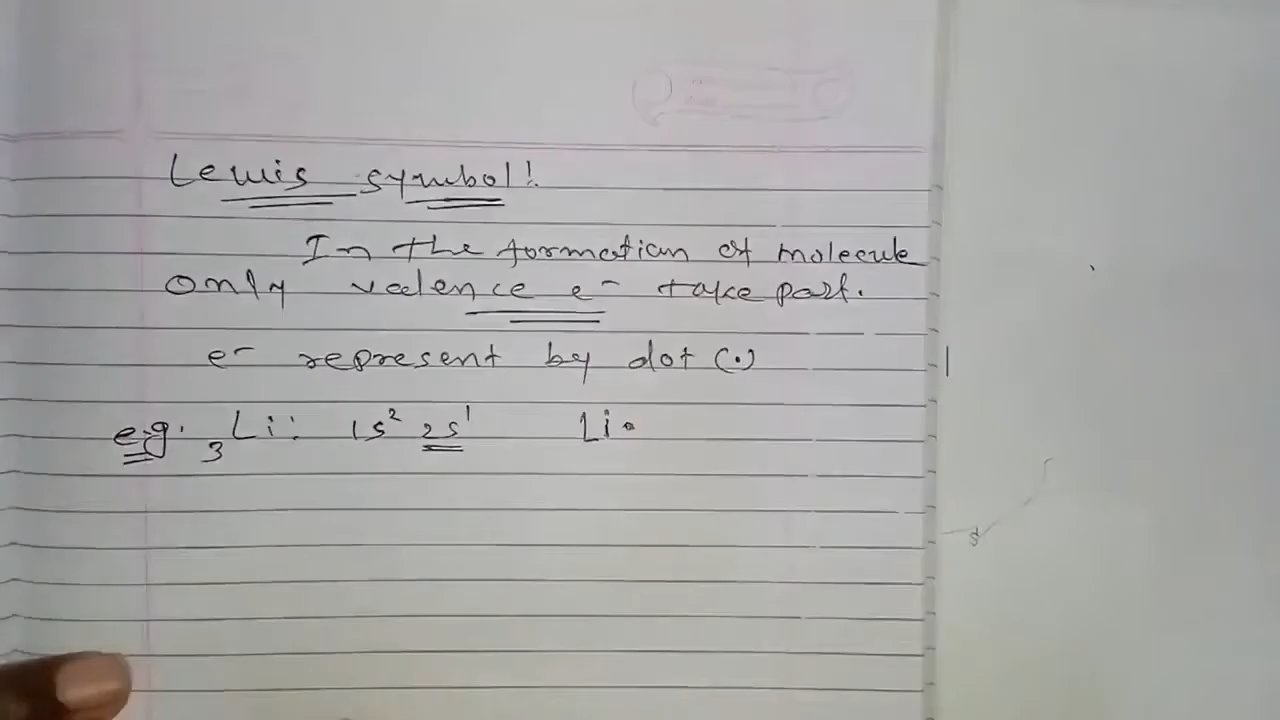 Lewis symbol:
In the formation of molecule
only valence e⁻ take part.
e⁻ represent by dot (•)
e.g. ₃Li: 1s² 2s¹ Li•